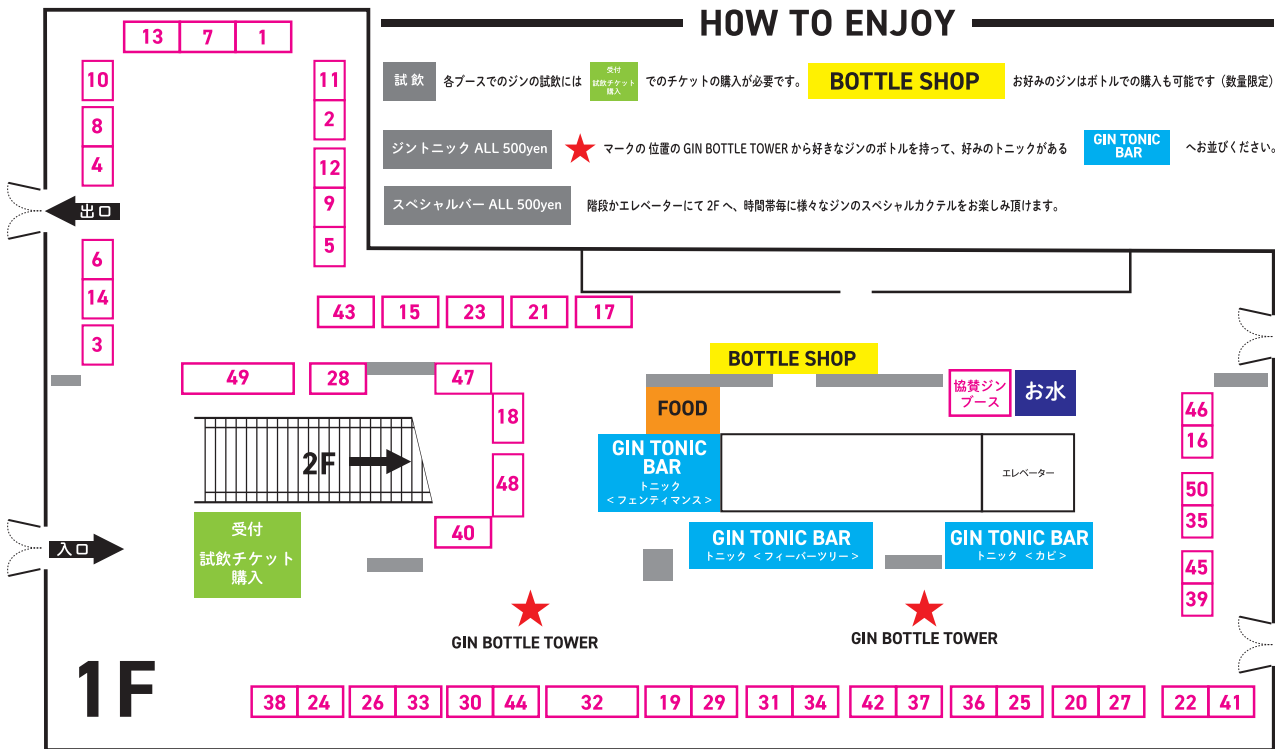 HOW TO ENJOY
試飲 各ブースでのジンの試飲には 受付 試飲チケット 購入 でのチケットの購入が必要です。 BOTTLE SHOP お好みのジンはボトルでの購入も可能です（数量限定）
ジントニック ALL 500yen マークの 位置の GIN BOTTLE TOWER から好きなジンのボトルを持って、好みのトニックがある GIN TONIC BAR へお並びください。
スペシャルバー ALL 500yen 階段かエレベーターにて 2F へ、時間帯毎に様々なジンのスペシャルカクテルをお楽しみ頂けます。
13 7 1
10
8
4
出口
6
14
3
11
2
12
9
5
43 15 23 21 17
49 28 47
18
48
40
2F
受付
試飲チケット
購入
入口
BOTTLE SHOP
FOOD
協賛ジン
ブース
お水
GIN TONIC
BAR
トニック
＜フェンティマンス＞
エレベーター
GIN TONIC BAR
トニック ＜フィーバーツリー＞
GIN TONIC BAR
トニック ＜カビ＞
46
16
50
35
45
39
GIN BOTTLE TOWER
GIN BOTTLE TOWER
1F
38 24 26 33 30 44 32 19 29 31 34 42 37 36 25 20 27 22 41